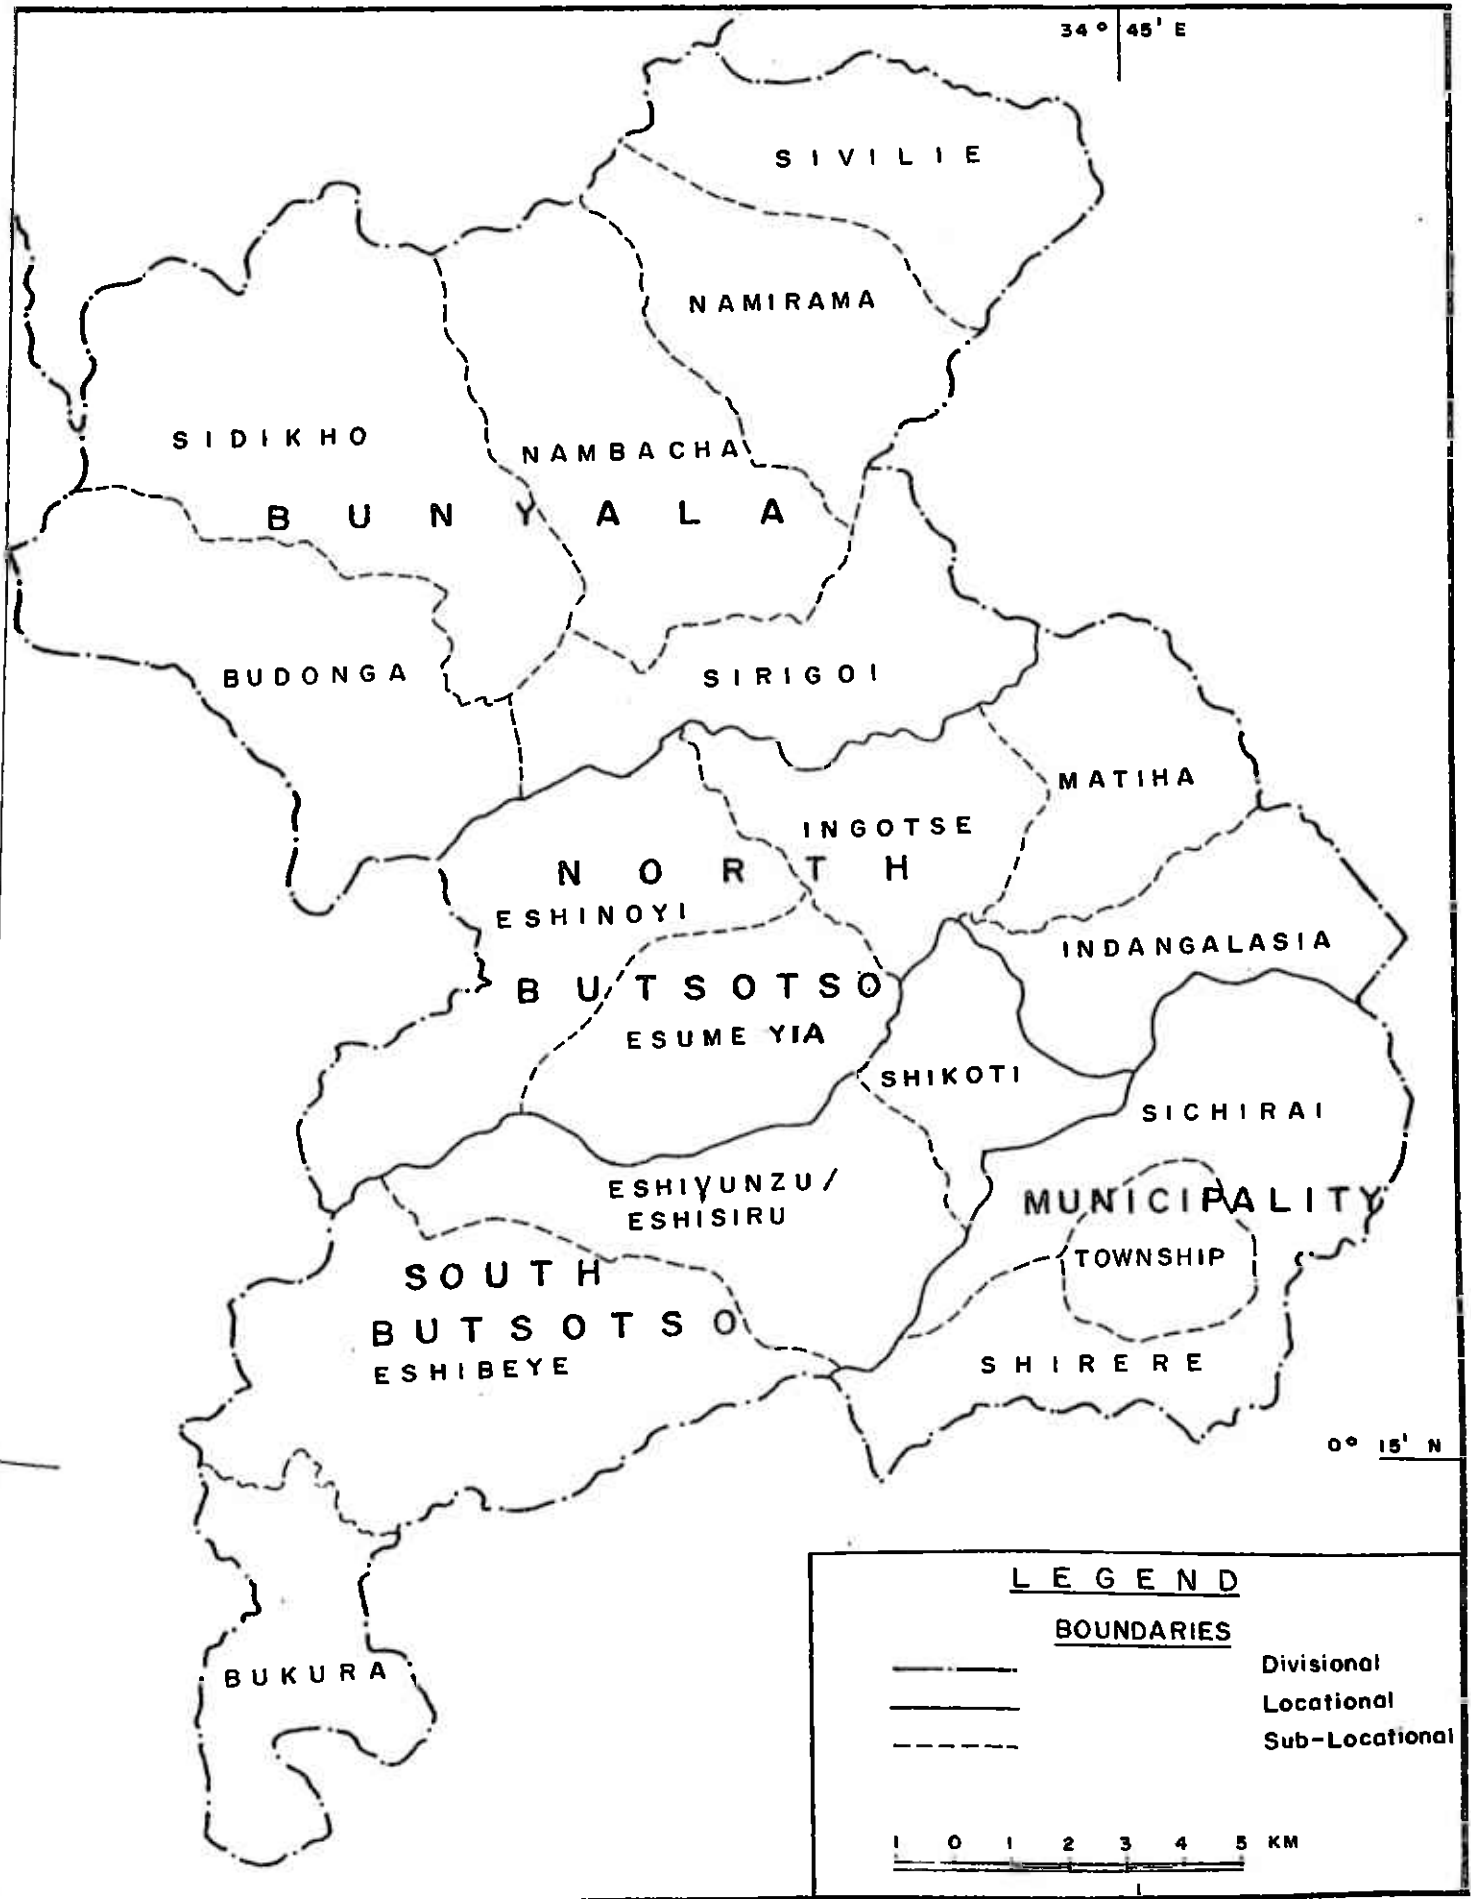 34° 45' E
SIVILIE
NAMIRAMA
SIDIKHO
NAMBACHA
BUNYALA
BUDONGA
SIRIGOI
MATIHA
INGOTSE
NORTH
ESHINOYI
INDANGALASIA
BUTSOTSO
ESUME YIA
SHIKOTI
SICHIRAI
ESHIVUNZU/
ESHISIRU
MUNICIPALITY
TOWNSHIP
SOUTH
BUTSOTSO
ESHIBEYE
SHIRERE
0° 15' N
BUKURA
LEGEND
BOUNDARIES
Divisional
Locational
Sub-Locational
1 0 1 2 3 4 5 KM